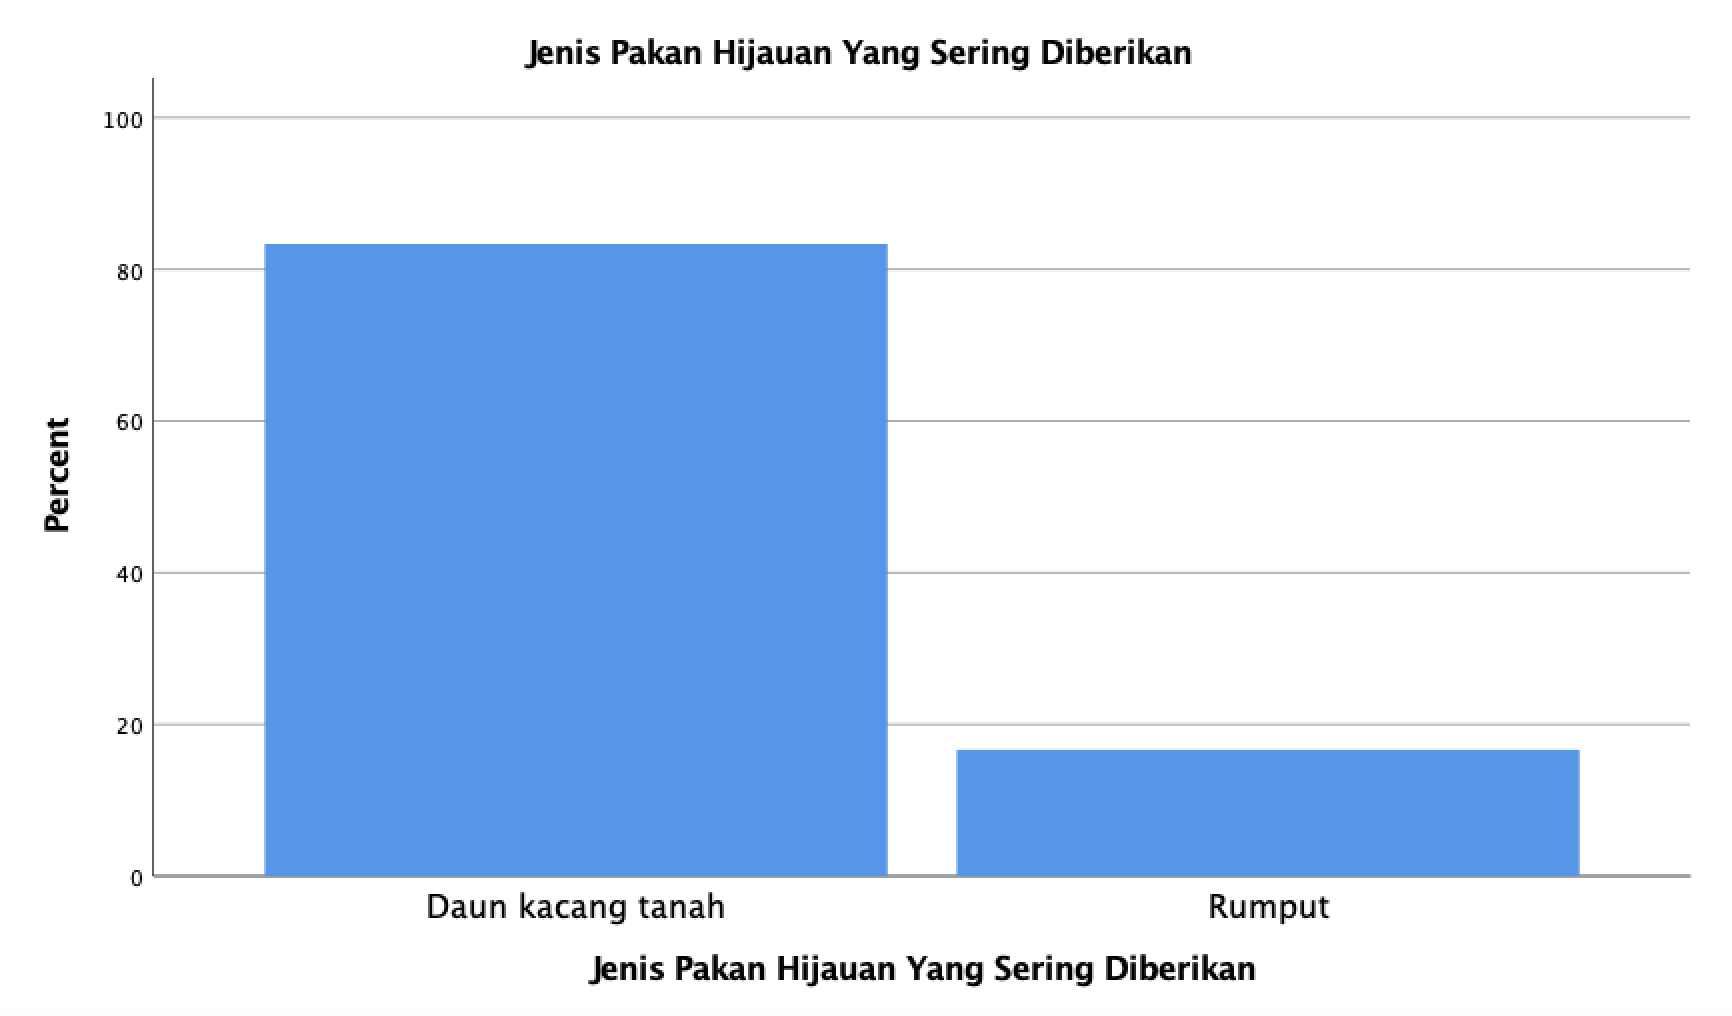 Jenis Pakan Hijauan Yang Sering Diberikan
100
80
60
40
20
0
Percent
Daun kacang tanah
Rumput
Jenis Pakan Hijauan Yang Sering Diberikan